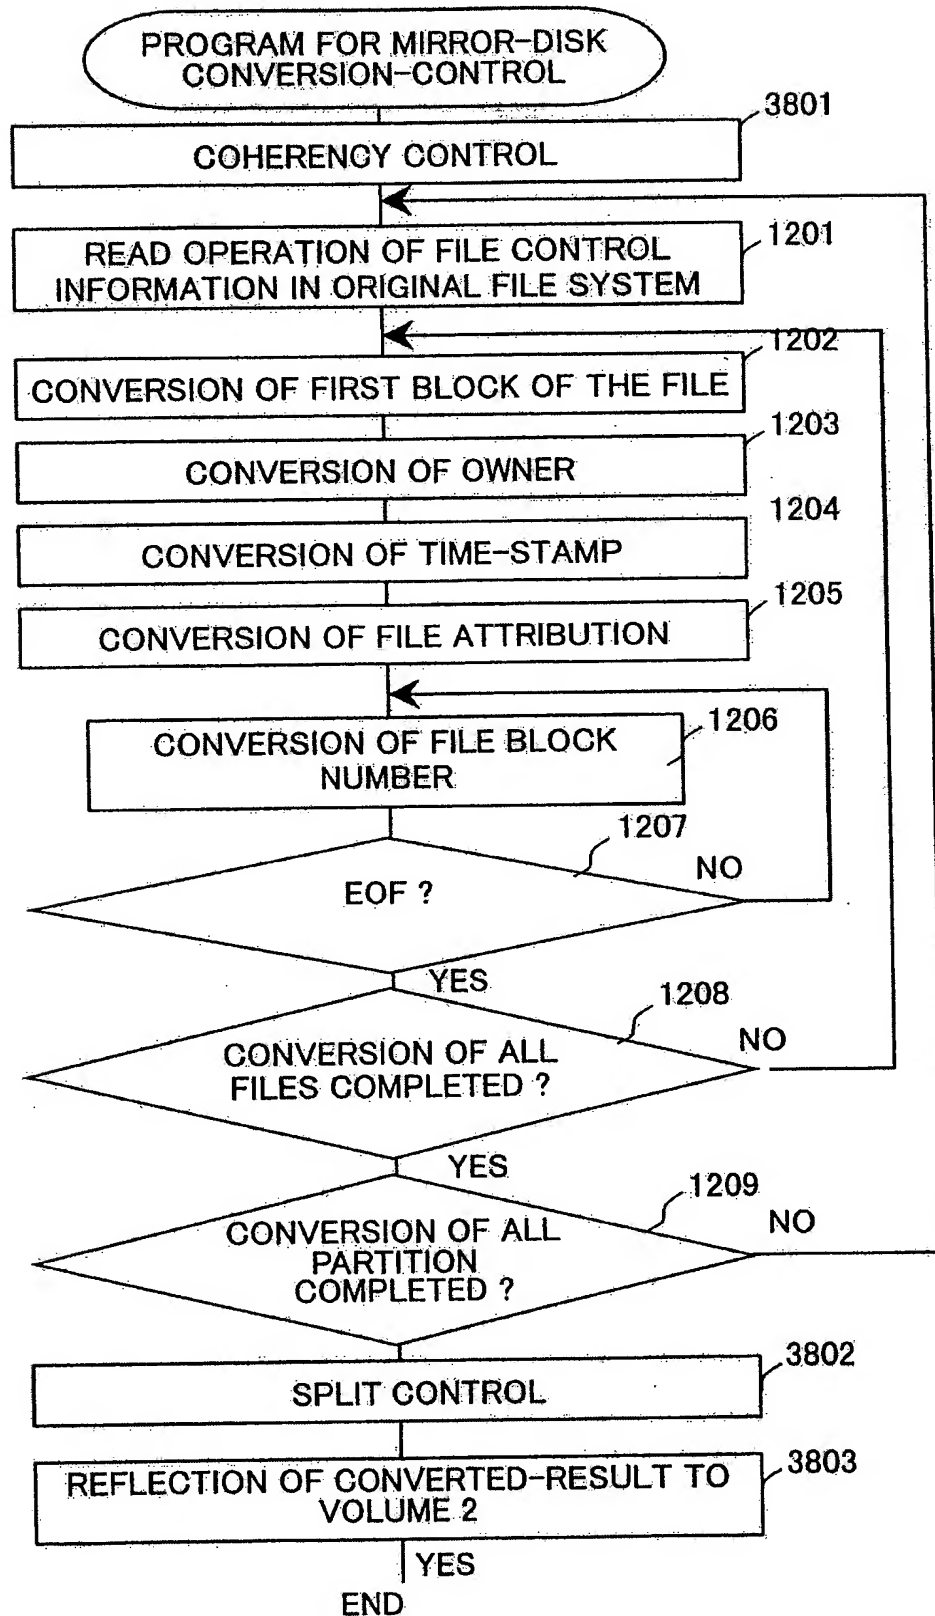 PROGRAM FOR MIRROR-DISK
CONVERSION-CONTROL
3801
COHERENCY CONTROL
1201
READ OPERATION OF FILE CONTROL
INFORMATION IN ORIGINAL FILE SYSTEM
1202
CONVERSION OF FIRST BLOCK OF THE FILE
1203
CONVERSION OF OWNER
1204
CONVERSION OF TIME-STAMP
1205
CONVERSION OF FILE ATTRIBUTION
1206
CONVERSION OF FILE BLOCK
NUMBER
1207
NO
EOF ?
YES
1208
NO
CONVERSION OF ALL
FILES COMPLETED ?
YES
1209
NO
CONVERSION OF ALL
PARTITION
COMPLETED ?
3802
SPLIT CONTROL
3803
REFLECTION OF CONVERTED-RESULT TO
VOLUME 2
YES
END